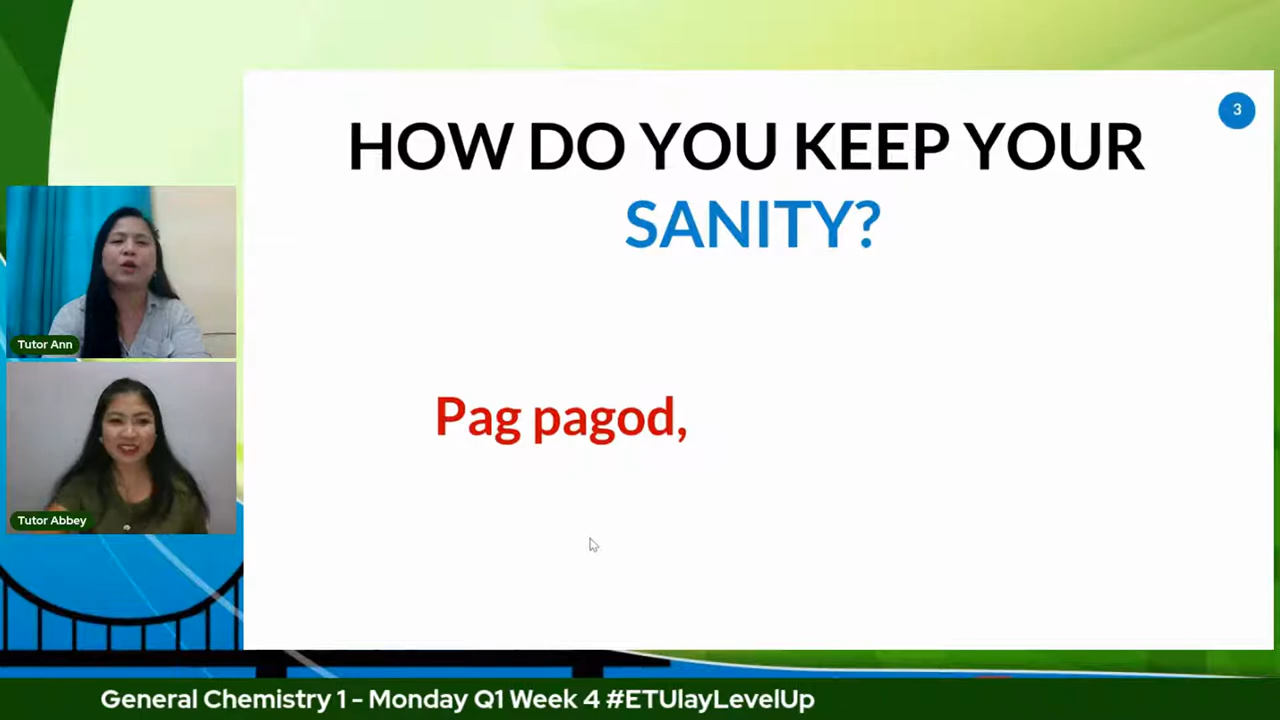 3
HOW DO YOU KEEP YOUR
SANITY?
Pag pagod,
Tutor Ann
Tutor Abbey
General Chemistry 1 - Monday Q1 Week 4 #ETUlayLevelUp